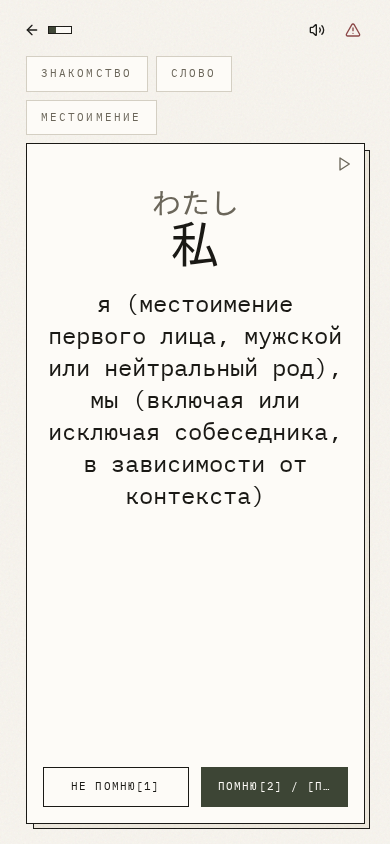 ЗНАКОМСТВО
СЛОВО
МЕСТОИМЕНИЕ
わたし
私
я (местоимение
первого лица, мужской
или нейтральный род),
мы (включая или
исключая собеседника,
в зависимости от
контекста)
НЕ ПОМНЮ[1]
ПОМНЮ[2] / [П…